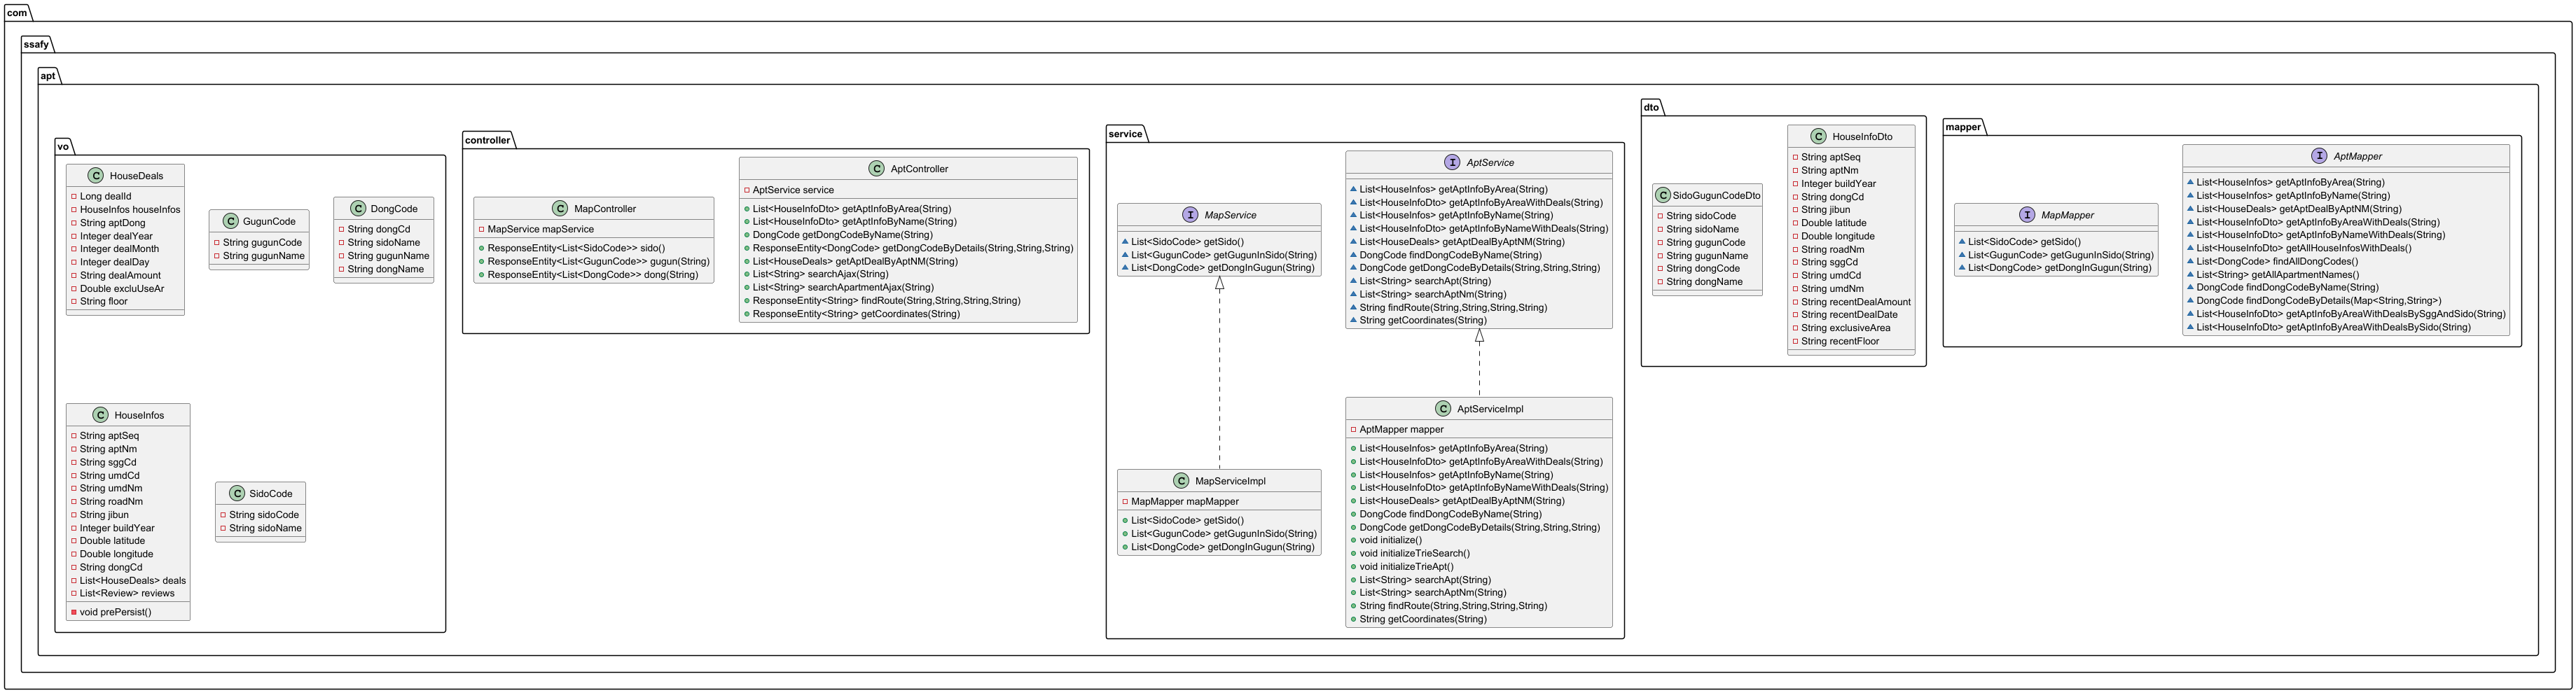 com
ssafy
apt
vo
HouseDeals
Long dealId
HouseInfos houseInfos
String aptDong
Integer dealYear
Integer dealMonth
Integer dealDay
String dealAmount
Double excluUseAr
String floor
GugunCode
String gugunCode
String gugunName
DongCode
String dongCd
String sidoName
String gugunName
String dongName
HouseInfos
String aptSeq
String aptNm
String sggCd
String umdCd
String umdNm
String roadNm
String jibun
Integer buildYear
Double latitude
Double longitude
String dongCd
List<HouseDeals> deals
List<Review> reviews
void prePersist()
SidoCode
String sidoCode
String sidoName
controller
MapController
MapService mapService
ResponseEntity<List<SidoCode>> sido()
ResponseEntity<List<GugunCode>> gugun(String)
ResponseEntity<List<DongCode>> dong(String)
AptController
AptService service
List<HouseInfoDto> getAptInfoByArea(String)
List<HouseInfoDto> getAptInfoByName(String)
DongCode getDongCodeByName(String)
ResponseEntity<DongCode> getDongCodeByDetails(String,String,String)
List<HouseDeals> getAptDealByAptNM(String)
List<String> searchAjax(String)
List<String> searchApartmentAjax(String)
ResponseEntity<String> findRoute(String,String,String,String)
ResponseEntity<String> getCoordinates(String)
service
MapService
List<SidoCode> getSido()
List<GugunCode> getGugunInSido(String)
List<DongCode> getDongInGugun(String)
AptService
List<HouseInfos> getAptInfoByArea(String)
List<HouseInfoDto> getAptInfoByAreaWithDeals(String)
List<HouseInfos> getAptInfoByName(String)
List<HouseInfoDto> getAptInfoByNameWithDeals(String)
List<HouseDeals> getAptDealByAptNM(String)
DongCode findDongCodeByName(String)
DongCode getDongCodeByDetails(String,String,String)
List<String> searchApt(String)
List<String> searchAptNm(String)
String findRoute(String,String,String,String)
String getCoordinates(String)
MapServiceImpl
MapMapper mapMapper
List<SidoCode> getSido()
List<GugunCode> getGugunInSido(String)
List<DongCode> getDongInGugun(String)
AptServiceImpl
AptMapper mapper
List<HouseInfos> getAptInfoByArea(String)
List<HouseInfoDto> getAptInfoByAreaWithDeals(String)
List<HouseInfos> getAptInfoByName(String)
List<HouseInfoDto> getAptInfoByNameWithDeals(String)
List<HouseDeals> getAptDealByAptNM(String)
DongCode findDongCodeByName(String)
DongCode getDongCodeByDetails(String,String,String)
void initialize()
void initializeTrieSearch()
void initializeTrieApt()
List<String> searchApt(String)
List<String> searchAptNm(String)
String findRoute(String,String,String,String)
String getCoordinates(String)
dto
SidoGugunCodeDto
String sidoCode
String sidoName
String gugunCode
String gugunName
String dongCode
String dongName
HouseInfoDto
String aptSeq
String aptNm
Integer buildYear
String dongCd
String jibun
Double latitude
Double longitude
String roadNm
String sggCd
String umdCd
String umdNm
String recentDealAmount
String recentDealDate
String exclusiveArea
String recentFloor
mapper
MapMapper
List<SidoCode> getSido()
List<GugunCode> getGugunInSido(String)
List<DongCode> getDongInGugun(String)
AptMapper
List<HouseInfos> getAptInfoByArea(String)
List<HouseInfos> getAptInfoByName(String)
List<HouseDeals> getAptDealByAptNM(String)
List<HouseInfoDto> getAptInfoByAreaWithDeals(String)
List<HouseInfoDto> getAptInfoByNameWithDeals(String)
List<HouseInfoDto> getAllHouseInfosWithDeals()
List<DongCode> findAllDongCodes()
List<String> getAllApartmentNames()
DongCode findDongCodeByName(String)
DongCode findDongCodeByDetails(Map<String,String>)
List<HouseInfoDto> getAptInfoByAreaWithDealsBySggAndSido(String)
List<HouseInfoDto> getAptInfoByAreaWithDealsBySido(String)